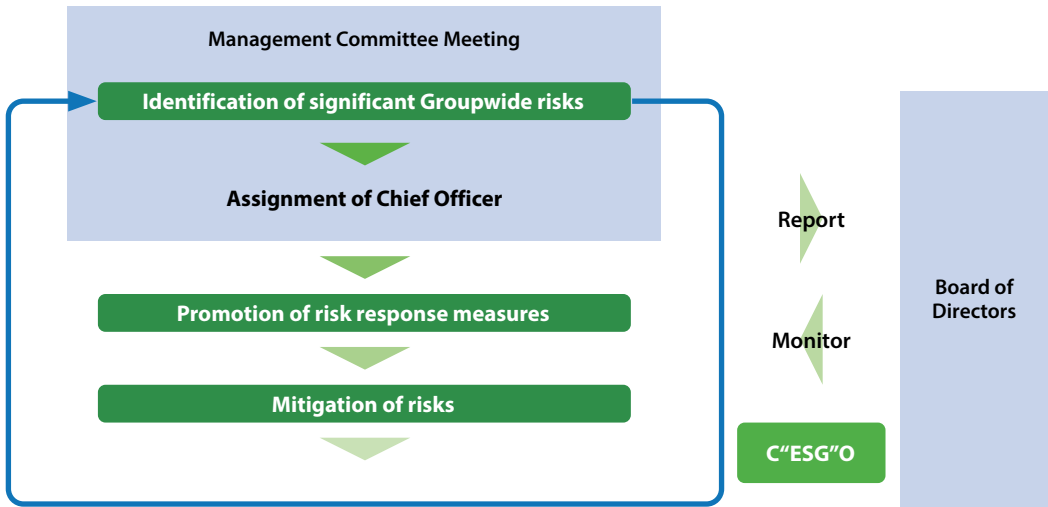 Management Committee Meeting
Identification of significant Groupwide risks
Assignment of Chief Officer
Promotion of risk response measures
Mitigation of risks
Report
Monitor
C“ESG”O
Board of
Directors